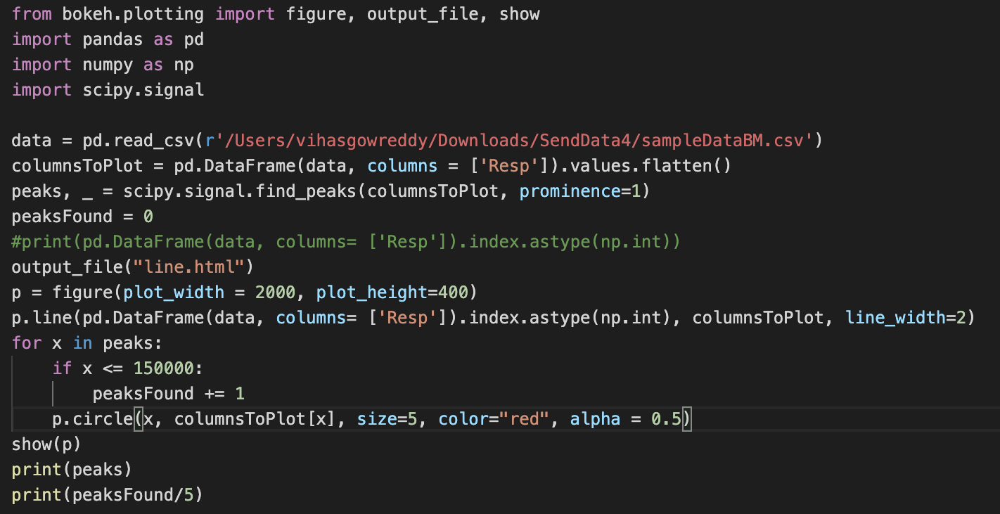 from bokeh.plotting import figure, output_file, show
import pandas as pd
import numpy as np
import scipy.signal

data = pd.read_csv(r'/Users/vihasgowreddy/Downloads/SendData4/sampleDataBM.csv')
columnsToPlot = pd.DataFrame(data, columns = ['Resp']).values.flatten()
peaks, _ = scipy.signal.find_peaks(columnsToPlot, prominence=1)
peaksFound = 0
#print(pd.DataFrame(data, columns= ['Resp']).index.astype(np.int))
output_file("line.html")
p = figure(plot_width = 2000, plot_height=400)
p.line(pd.DataFrame(data, columns= ['Resp']).index.astype(np.int), columnsToPlot, line_width=2)
for x in peaks:
    if x <= 150000:
        peaksFound += 1
    p.circle(x, columnsToPlot[x], size=5, color="red", alpha = 0.5)
show(p)
print(peaks)
print(peaksFound/5)